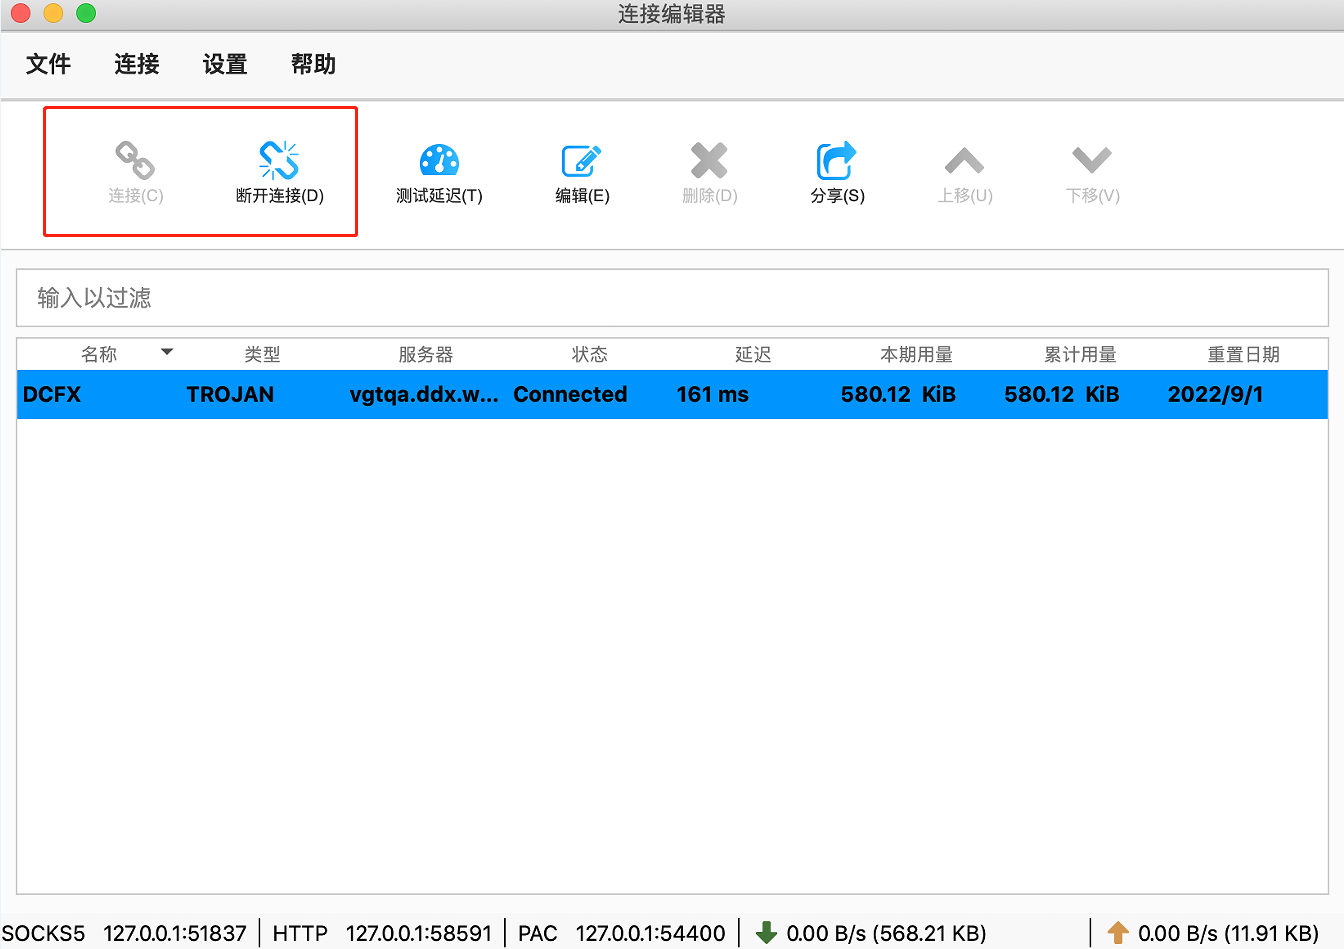 连接编辑器
文件 连接 设置 帮助
连接(C) 断开连接(D) 测试延迟(T) 编辑(E) 删除(D) 分享(S) 上移(U) 下移(V)
输入以过滤
名称 类型 服务器 状态 延迟 本期用量 累计用量 重置日期
DCFX TROJAN vgtqa.ddx.w... Connected 161 ms 580.12 KiB 580.12 KiB 2022/9/1
SOCKS5 127.0.0.1:51837 HTTP 127.0.0.1:58591 PAC 127.0.0.1:54400 0.00 B/s (568.21 KB) 0.00 B/s (11.91 KB)